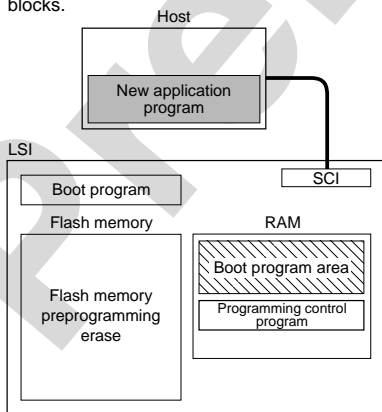 blocks.
Host
New application
program
LSI
SCI
Boot program
Flash memory
RAM
Boot program area
Flash memory
preprogramming
erase
Programming control
program